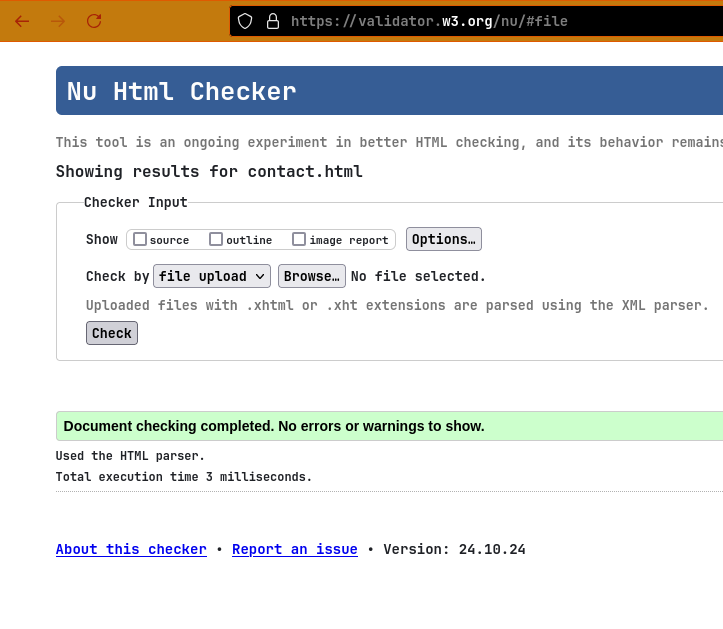 https://validator.w3.org/nu/#file
Nu Html Checker
This tool is an ongoing experiment in better HTML checking, and its behavior remains
Showing results for contact.html
Checker Input
Show source outline image report Options…
Check by file upload Browse… No file selected.
Uploaded files with .xhtml or .xht extensions are parsed using the XML parser.
Check
Document checking completed. No errors or warnings to show.
Used the HTML parser.
Total execution time 3 milliseconds.
About this checker • Report an issue • Version: 24.10.24